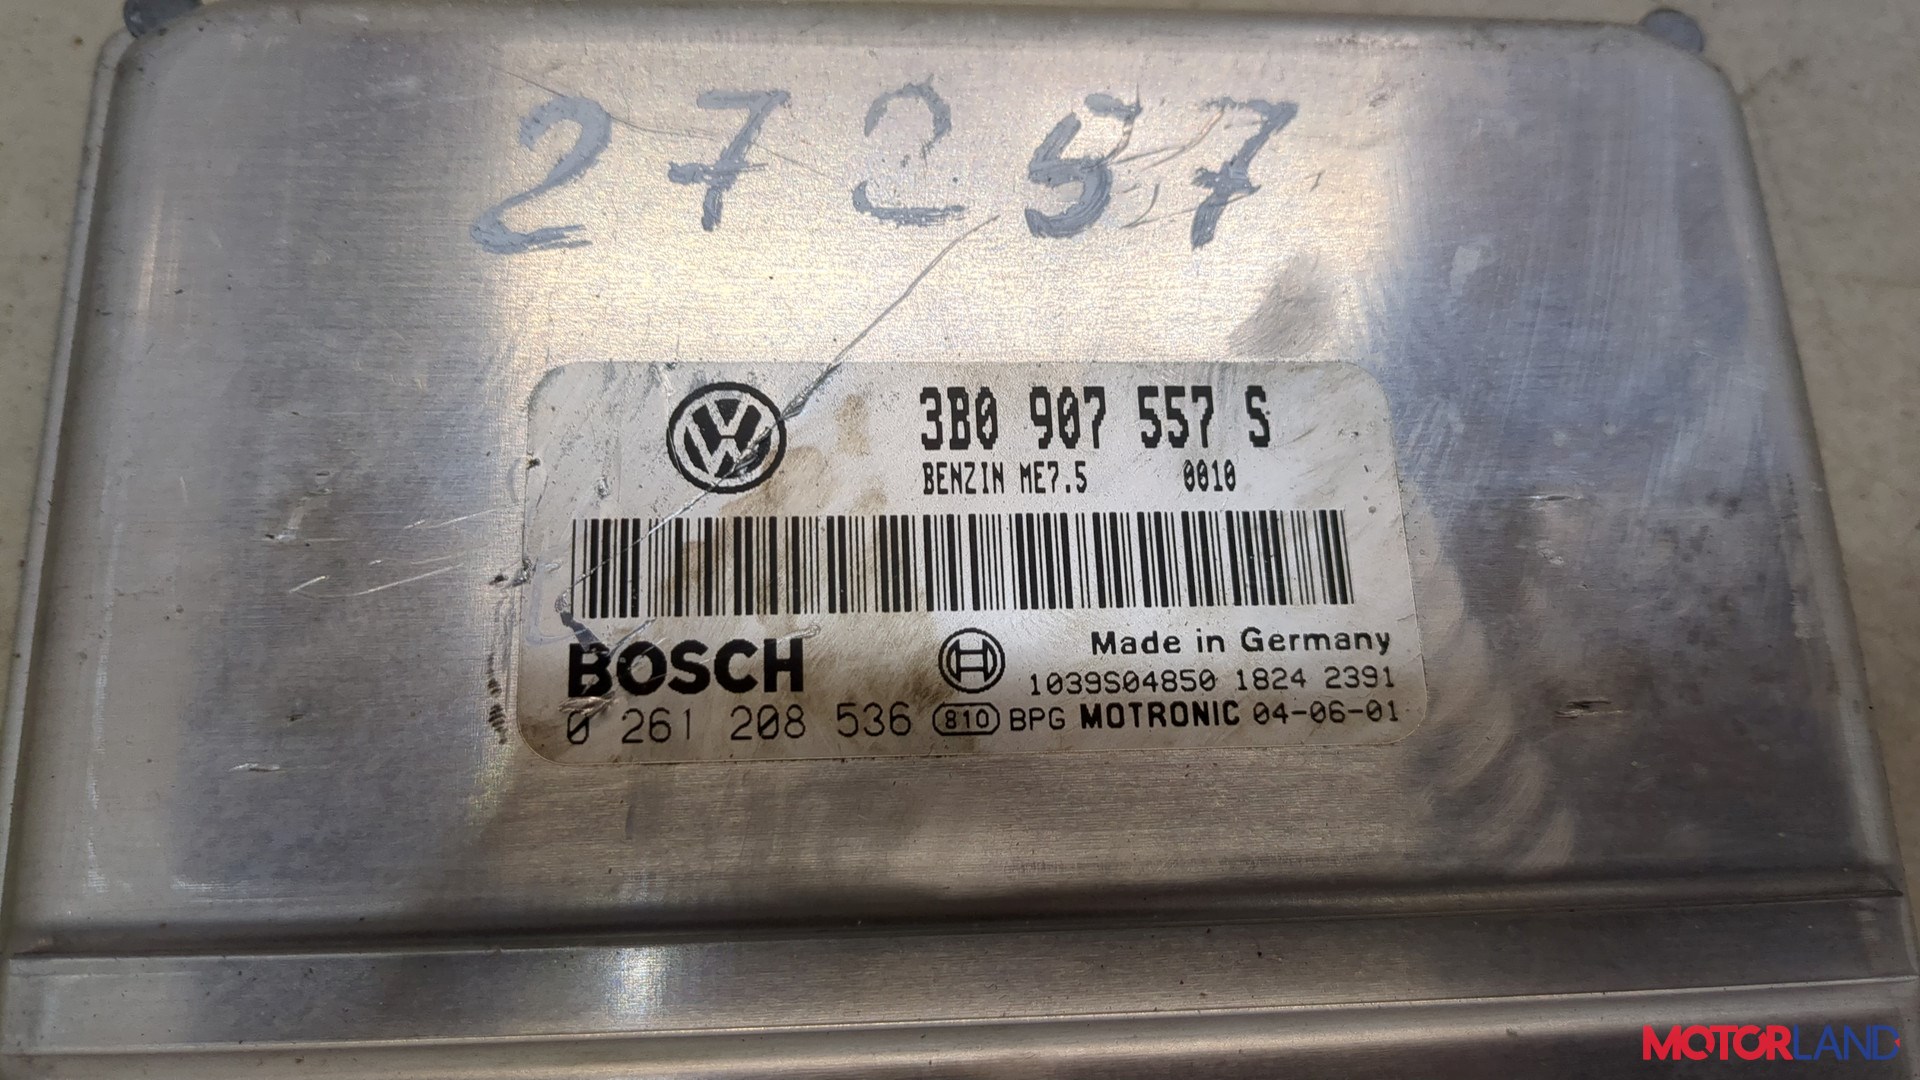 27257
3B0 907 557 S
BENZIN ME7.5 0010
BOSCH
Made in Germany
1039S04850 1824 2391
0 261 208 536 810 BPG MOTRONIC 04-06-01
MOTORLAND